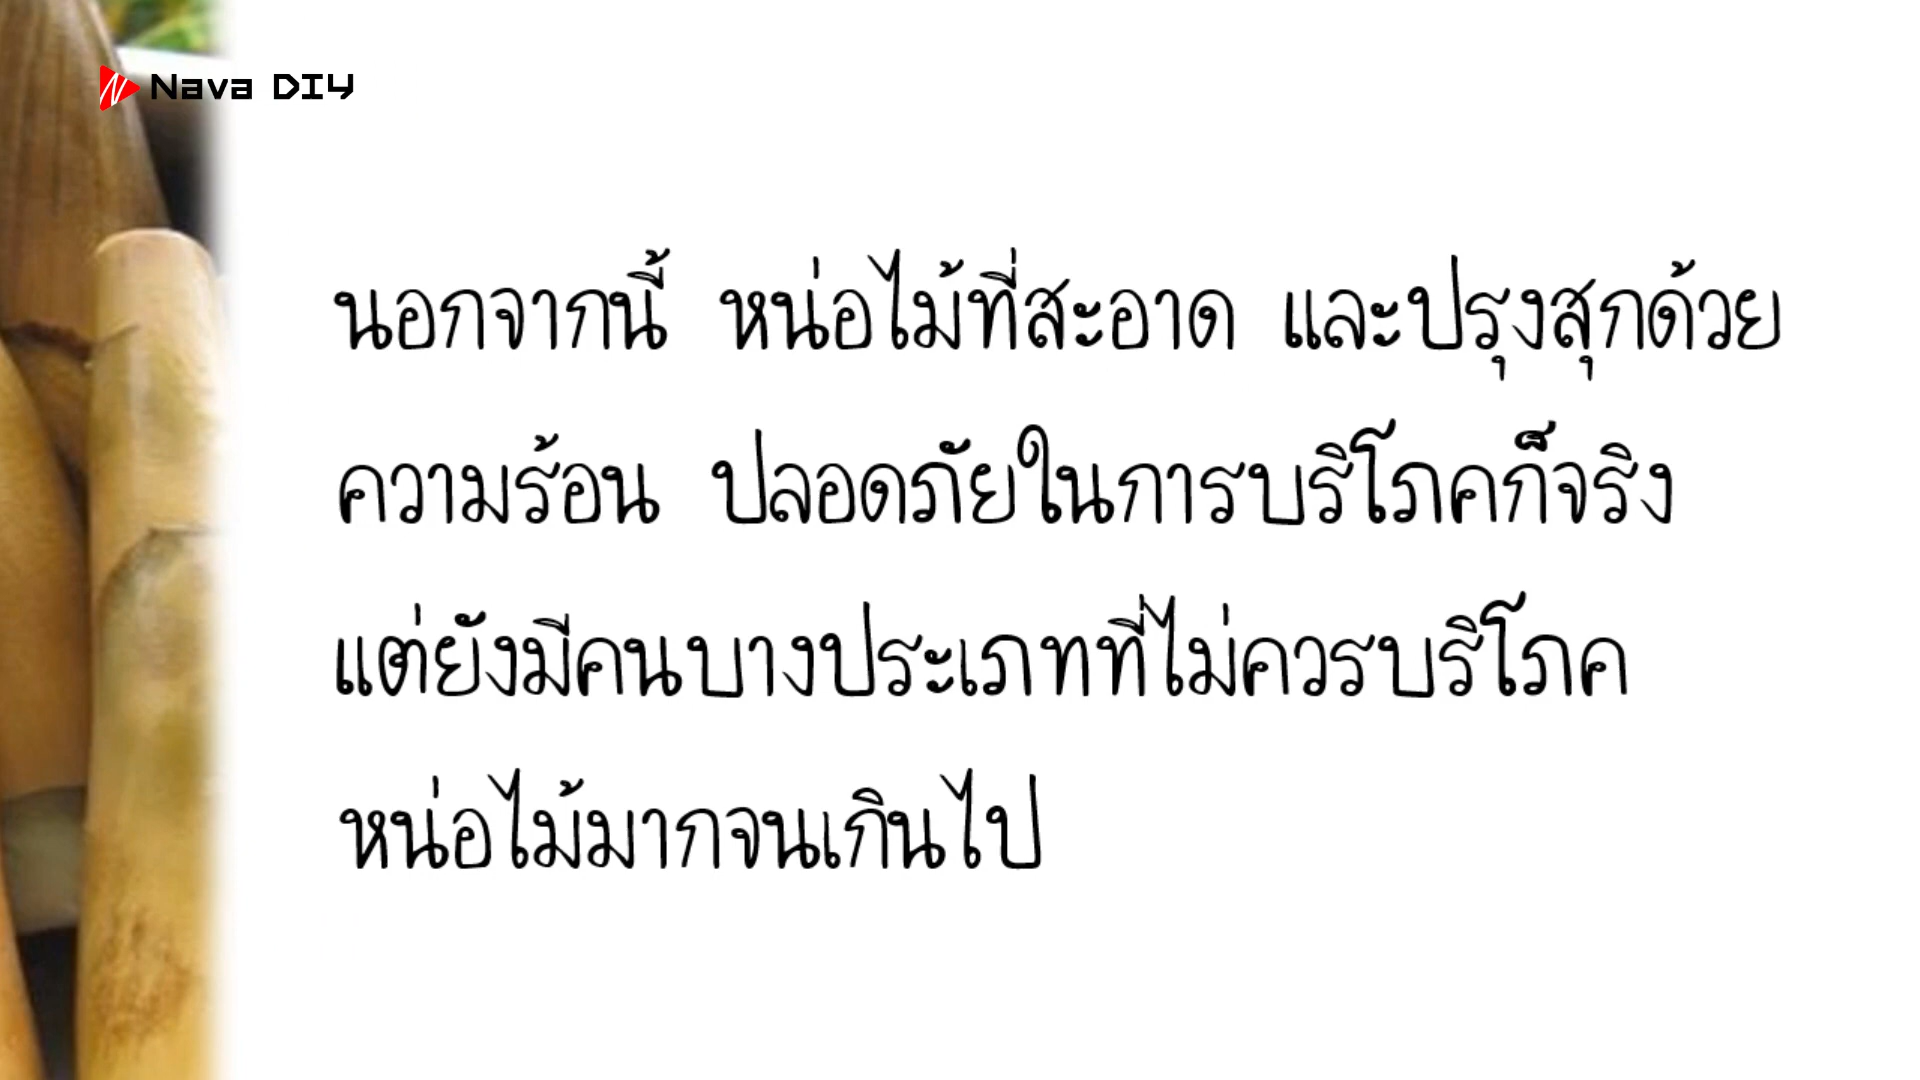 Nava DIY
นอกจากนี้ หน่อไม้ที่สะอาด และปรุงสุกด้วย
ความร้อน ปลอดภัยในการบริโภคก็จริง
แต่ยังมีคนบางประเภทที่ไม่ควรบริโภค
หน่อไม้มากจนเกินไป